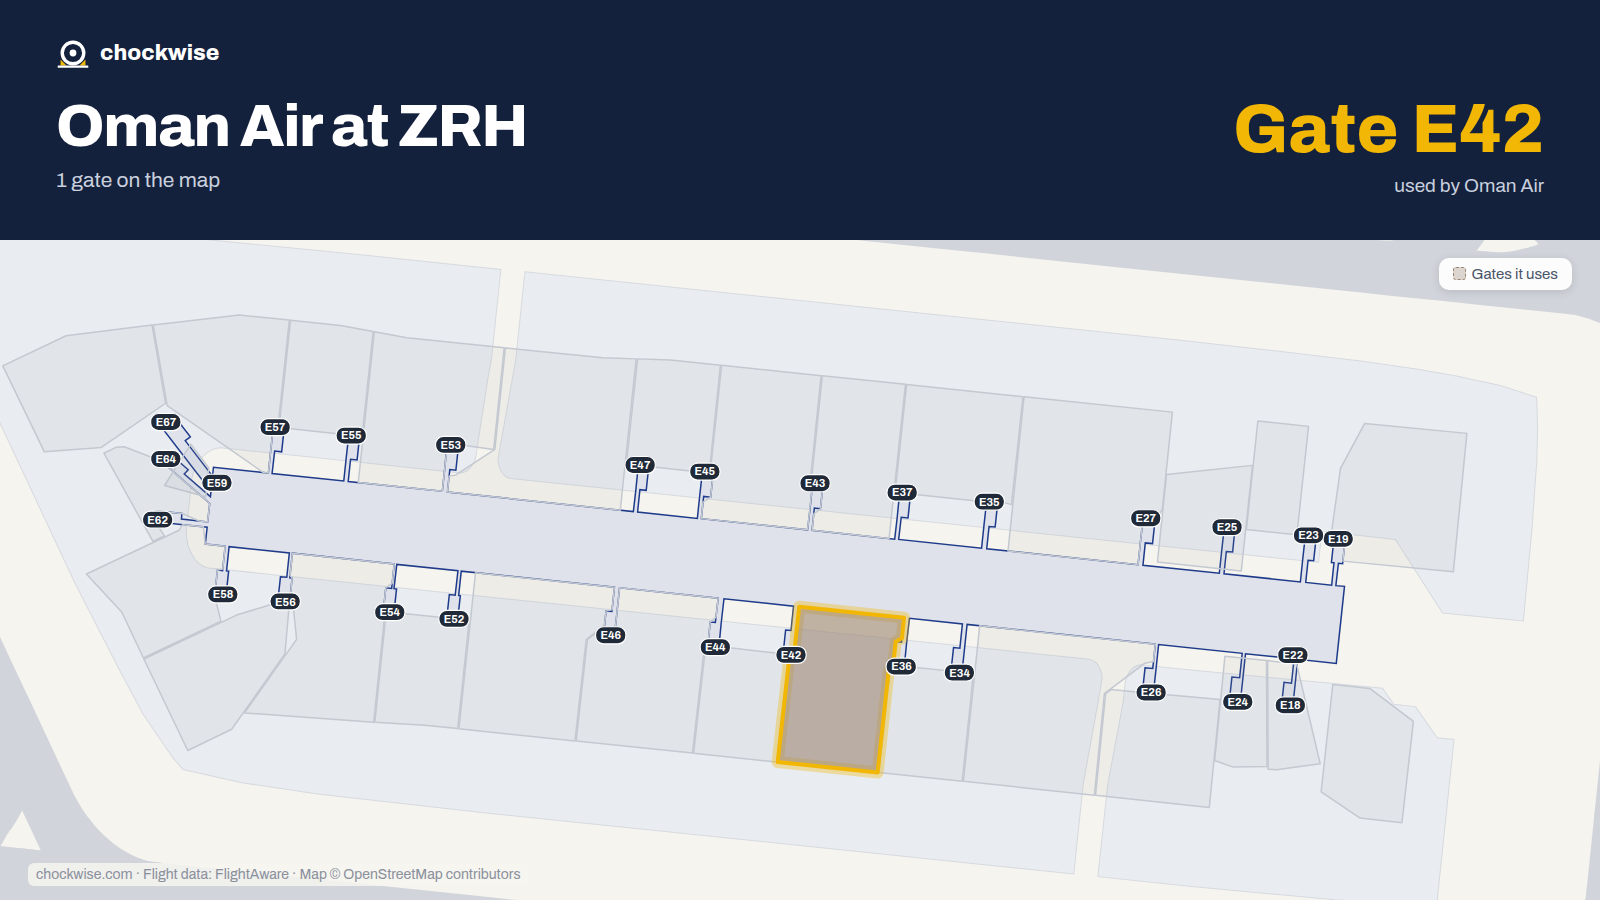 chockwise
Oman Air at ZRH
1 gate on the map
Gate E42
used by Oman Air
Gates it uses
E67
E57
E55
E53
E64
E59
E47
E45
E43
E37
E35
E62
E27
E25
E23
E19
E58
E56
E54
E52
E46
E44
E42
E36
E34
E22
E26
E24
E18
chockwise.com · Flight data: FlightAware · Map © OpenStreetMap contributors